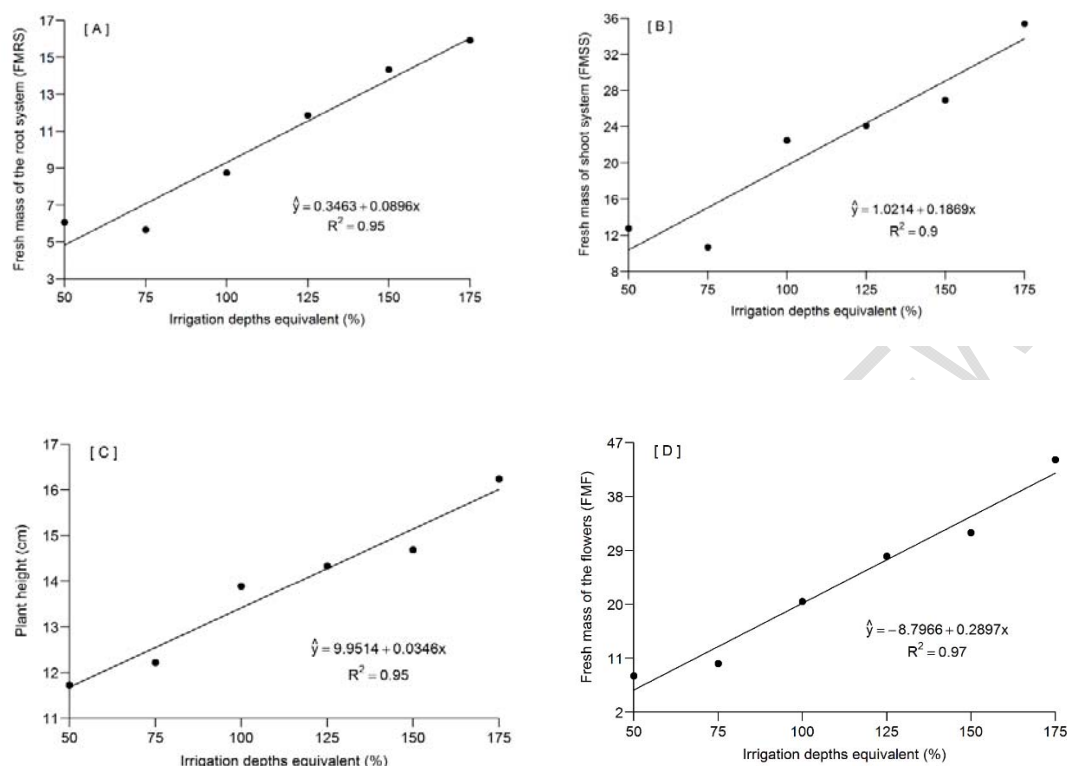 [ A ]
Fresh mass of the root system (FMRS)
17
15
13
11
9
7
5
3
ŷ = 0.3463 + 0.0896x
R² = 0.95
50 75 100 125 150 175
Irrigation depths equivalent (%)
[ B ]
Fresh mass of shoot system (FMSS)
36
32
28
24
20
16
12
8
ŷ = 1.0214 + 0.1869x
R² = 0.9
50 75 100 125 150 175
Irrigation depths equivalent (%)
[ C ]
Plant height (cm)
17
16
15
14
13
12
11
ŷ = 9.9514 + 0.0346x
R² = 0.95
50 75 100 125 150 175
Irrigation depths equivalent (%)
[ D ]
Fresh mass of the flowers (FMF)
47
38
29
20
11
2
ŷ = −8.7966 + 0.2897x
R² = 0.97
50 75 100 125 150 175
Irrigation depths equivalent (%)